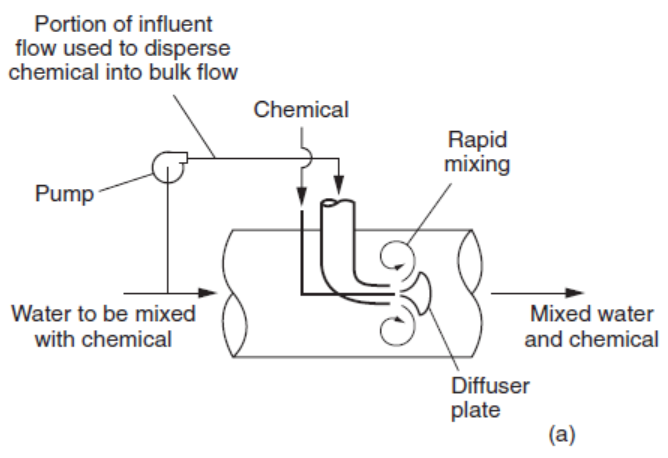 Portion of influent
flow used to disperse
chemical into bulk flow
Chemical
Rapid
mixing
Pump
Water to be mixed
with chemical
Mixed water
and chemical
Diffuser
plate
(a)